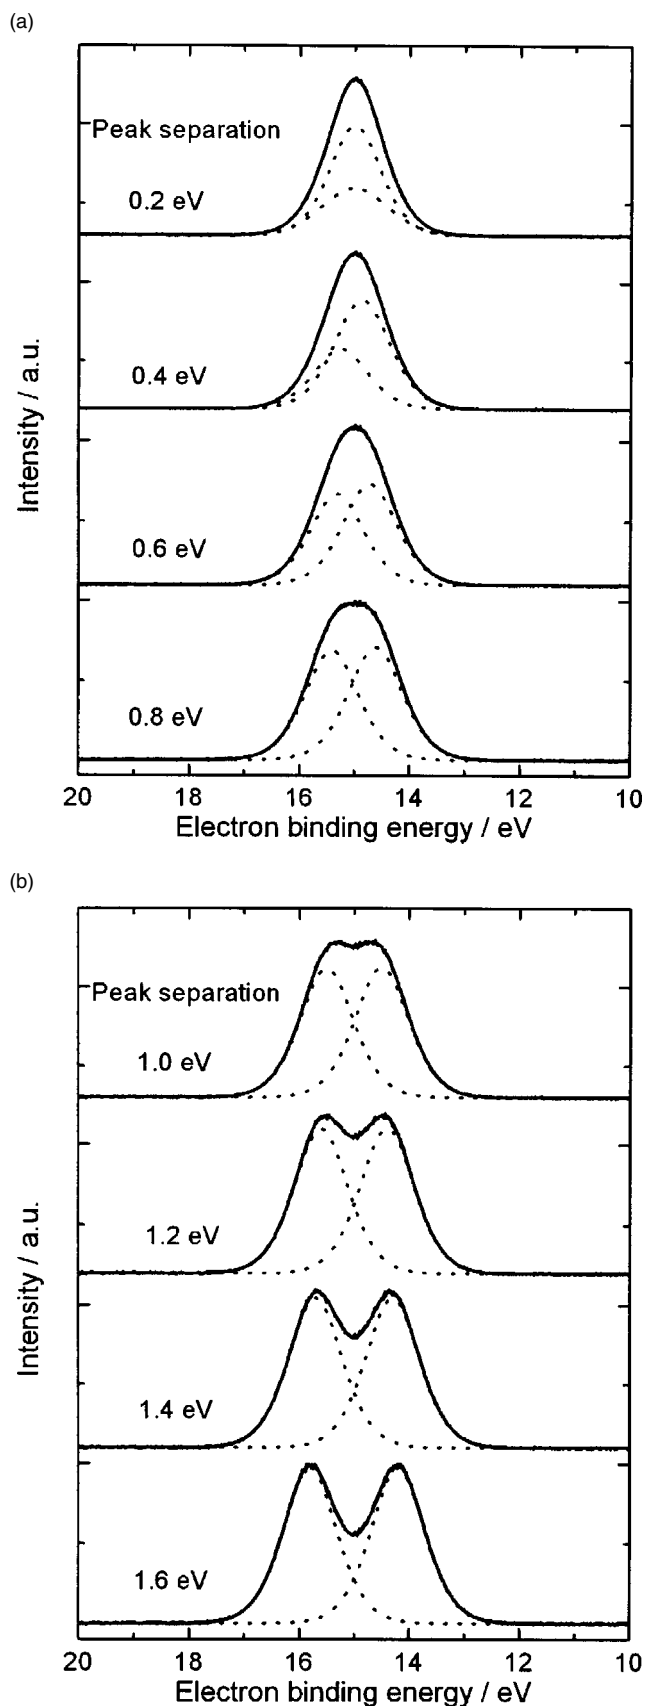 (a)
Peak separation
0.2 eV
0.4 eV
0.6 eV
0.8 eV
Intensity / a.u.
20 18 16 14 12 10
Electron binding energy / eV
(b)
Peak separation
1.0 eV
1.2 eV
1.4 eV
1.6 eV
Intensity / a.u.
20 18 16 14 12 10
Electron binding energy / eV